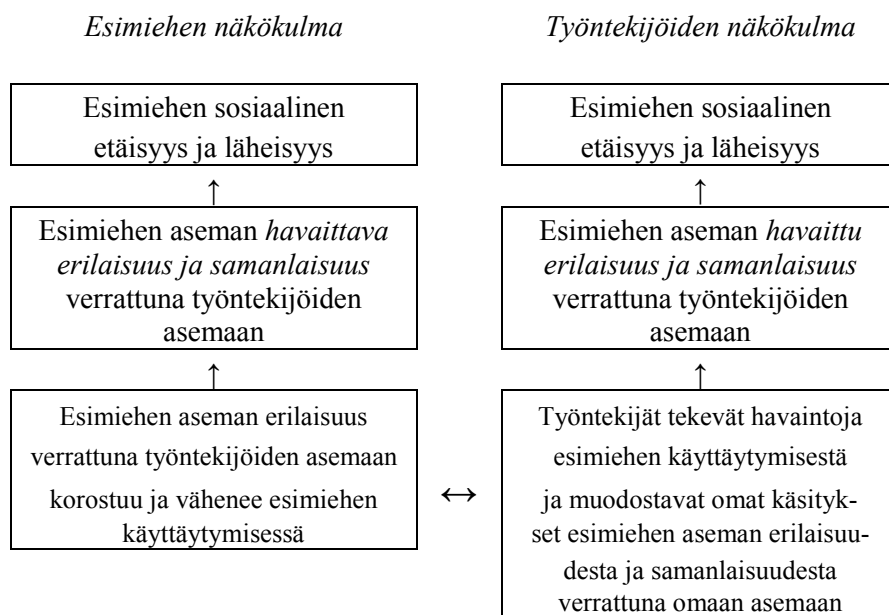 Esimiehen näkökulma
Esimiehen sosiaalinen
etäisyys ja läheisyys
↑
Esimiehen aseman havaittava
erilaisuus ja samanlaisuus
verrattuna työntekijöiden
asemaan
↑
Esimiehen aseman erilaisuus
verrattuna työntekijöiden asemaan
korostuu ja vähenee esimiehen
käyttäytymisessä
↔
Työntekijöiden näkökulma
Esimiehen sosiaalinen
etäisyys ja läheisyys
↑
Esimiehen aseman havaittu
erilaisuus ja samanlaisuus
verrattuna työntekijöiden
asemaan
↑
Työntekijät tekevät havaintoja
esimiehen käyttäytymisestä
ja muodostavat omat käsityk-
set esimiehen aseman erilaisuu-
desta ja samanlaisuudesta
verrattuna omaan asemaan